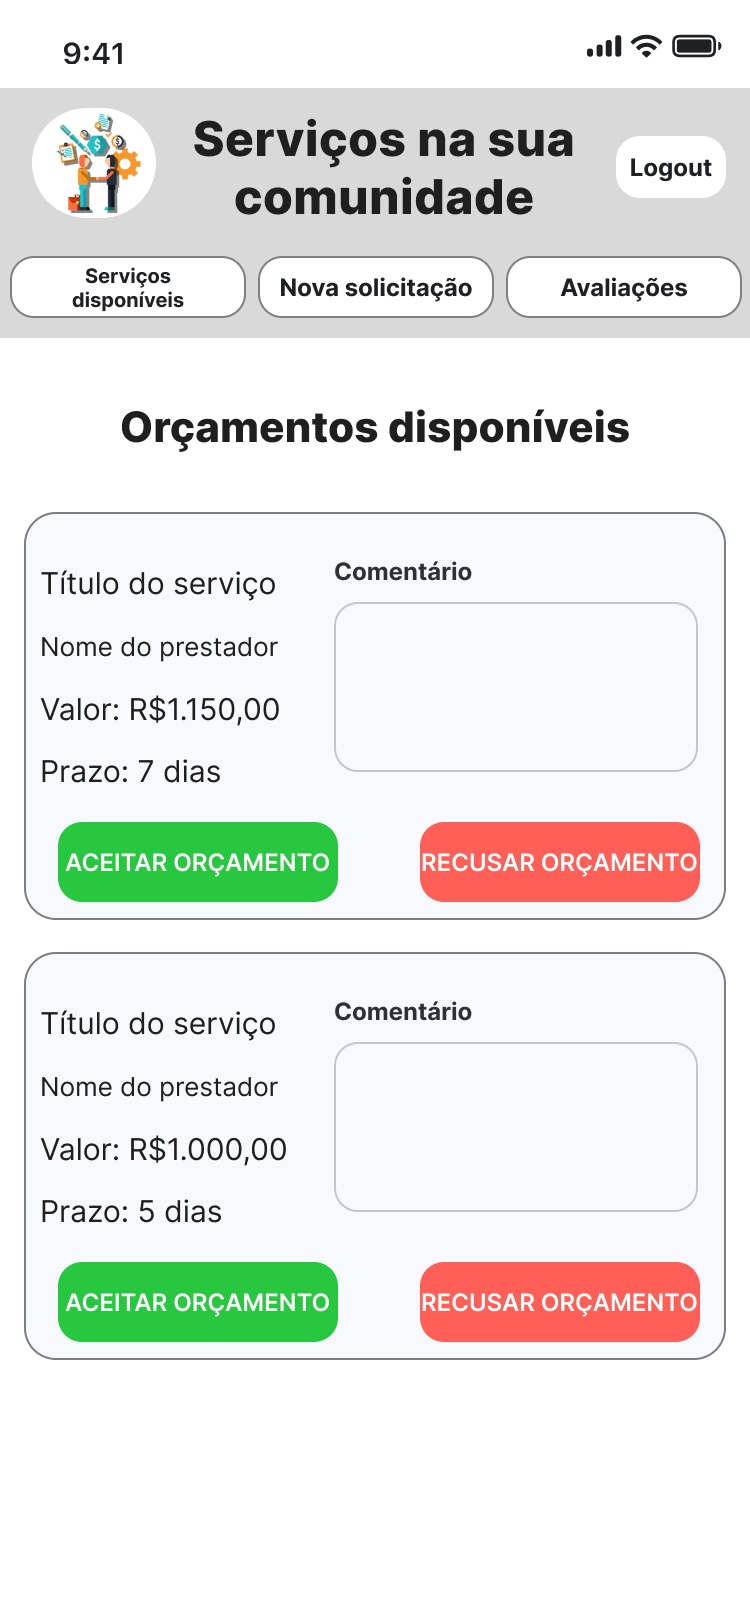 9:41
Serviços na sua
comunidade
Logout
Serviços
disponíveis
Nova solicitação
Avaliações
Orçamentos disponíveis
Título do serviço
Comentário
Nome do prestador
Valor: R$1.150,00
Prazo: 7 dias
ACEITAR ORÇAMENTO
RECUSAR ORÇAMENTO
Título do serviço
Comentário
Nome do prestador
Valor: R$1.000,00
Prazo: 5 dias
ACEITAR ORÇAMENTO
RECUSAR ORÇAMENTO